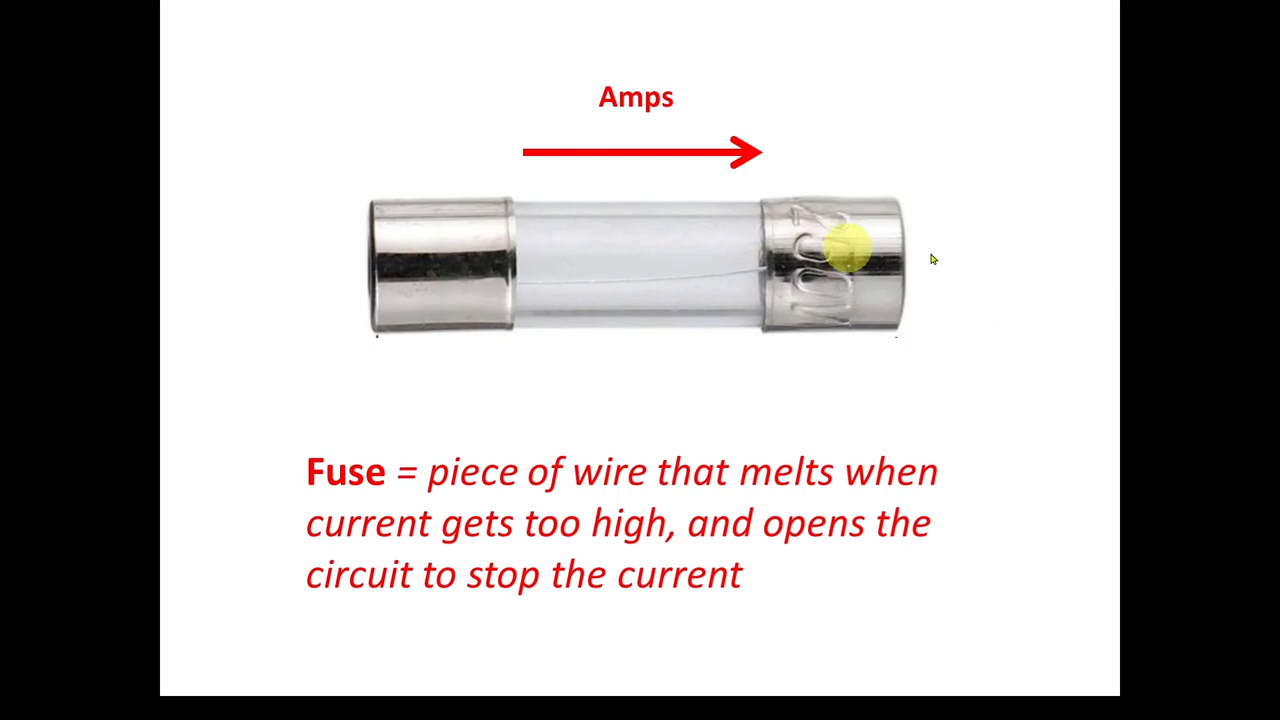 Amps
Fuse = piece of wire that melts when
current gets too high, and opens the
circuit to stop the current